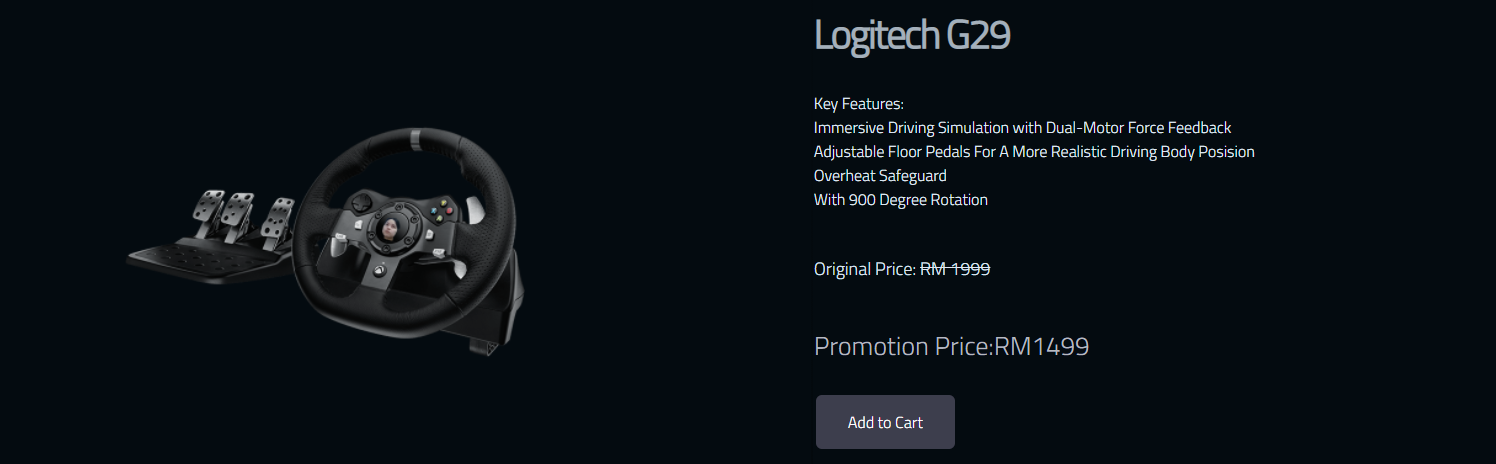 Logitech G29
Key Features:
Immersive Driving Simulation with Dual-Motor Force Feedback
Adjustable Floor Pedals For A More Realistic Driving Body Posision
Overheat Safeguard
With 900 Degree Rotation
Original Price: RM 1999
Promotion Price:RM1499
Add to Cart